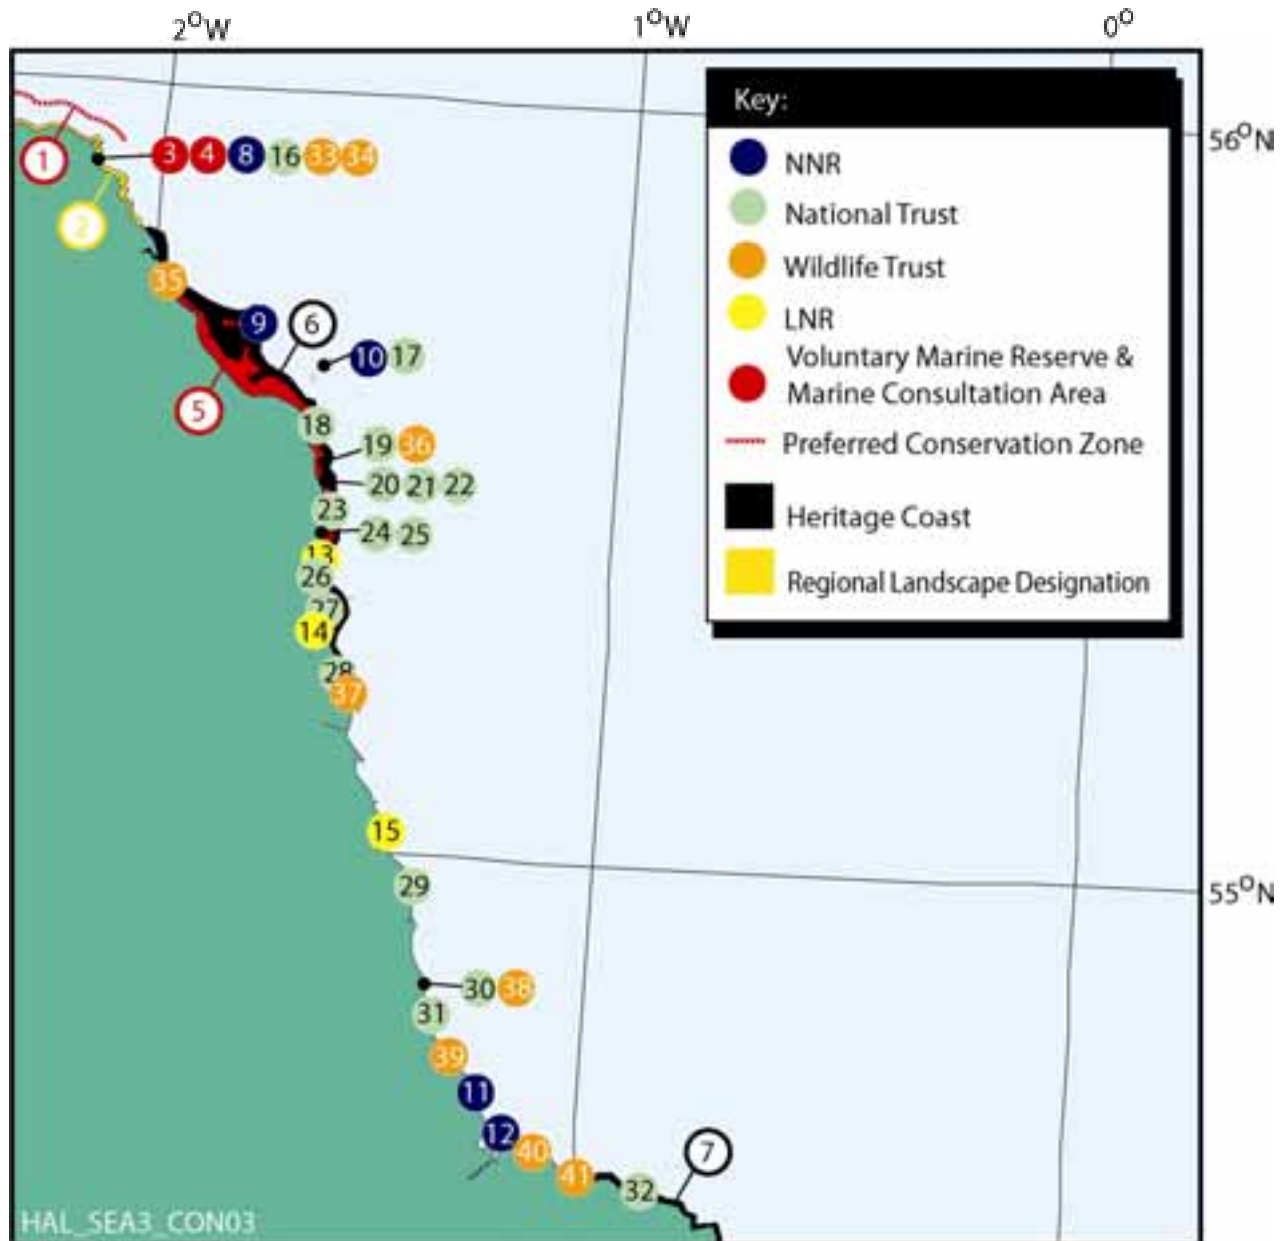 2°W 1°W 0°
Key:
56°N
1 3 4 8 16 33 34
NNR
2
National Trust
35
Wildlife Trust
9 6
LNR
10 17
Voluntary Marine Reserve &
Marine Consultation Area
5
18
19 36
Preferred Conservation Zone
20 21 22
23
Heritage Coast
24 25
13
26
Regional Landscape Designation
27
14
28
37
15
29
55°N
30 38
31
39
11
12
40
7
41
32
HAL_SEA3_CON03